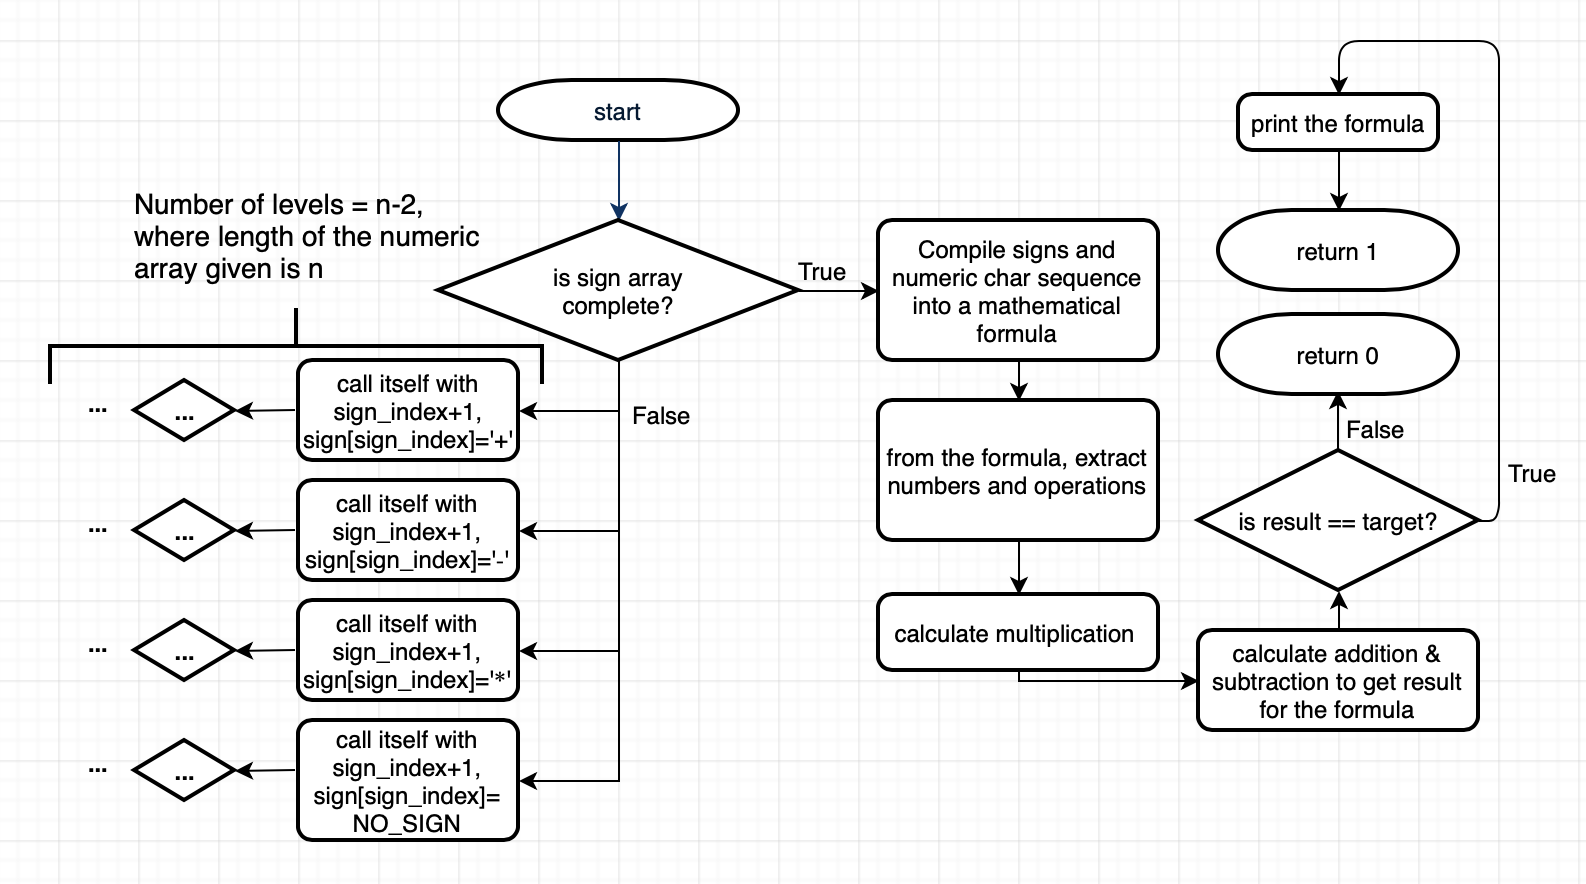 start
Number of levels = n-2,
where length of the numeric
array given is n
is sign array
complete?
True
False
call itself with
sign_index+1,
sign[sign_index]='+'
...
...
call itself with
sign_index+1,
sign[sign_index]='-'
...
...
call itself with
sign_index+1,
sign[sign_index]='*'
...
...
call itself with
sign_index+1,
sign[sign_index]=
NO_SIGN
...
...
Compile signs and
numeric char sequence
into a mathematical
formula
from the formula, extract
numbers and operations
calculate multiplication
calculate addition &
subtraction to get result
for the formula
is result == target?
False
return 0
True
print the formula
return 1